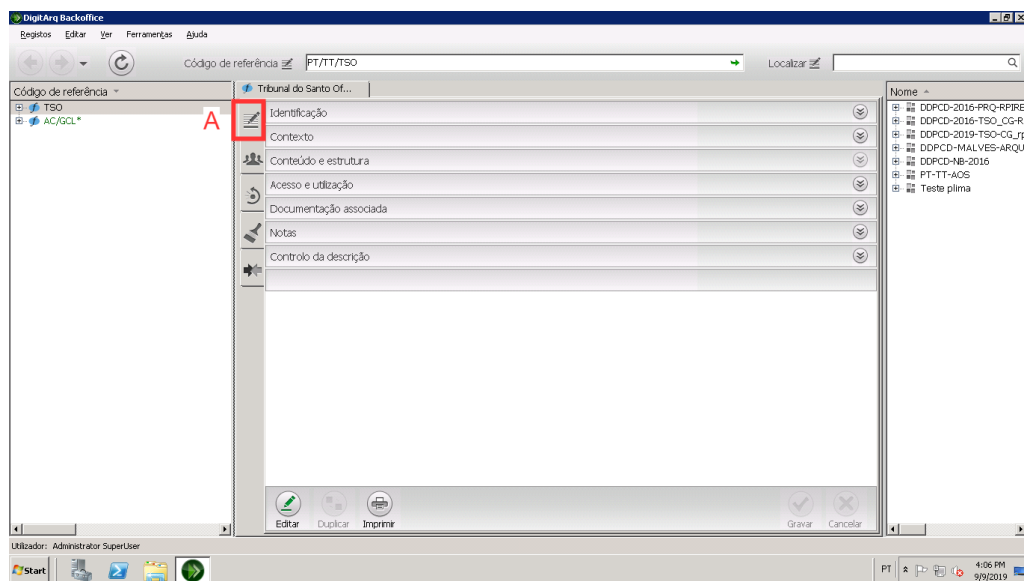 DigitArq Backoffice
Registos Editar Ver Ferramentas Ajuda
Código de referência PT/TT/TSO Localizar
Código de referência
TSO
AC/GCL*
A
Tribunal do Santo Of...
Identificação
Contexto
Conteúdo e estrutura
Acesso e utilização
Documentação associada
Notas
Controlo da descrição
Editar Duplicar Imprimir Gravar Cancelar
Nome
DDPCD-2016-PRQ-RPIRE
DDPCD-2016-TSO_CG-R
DDPCD-2019-TSO-CG_rp
DDPCD-MALVES-ARQU
DDPCD-NB-2016
PT-TT-AOS
Teste plima
Utilizador: Administrator SuperUser
Start PT 4:06 PM
9/9/2019